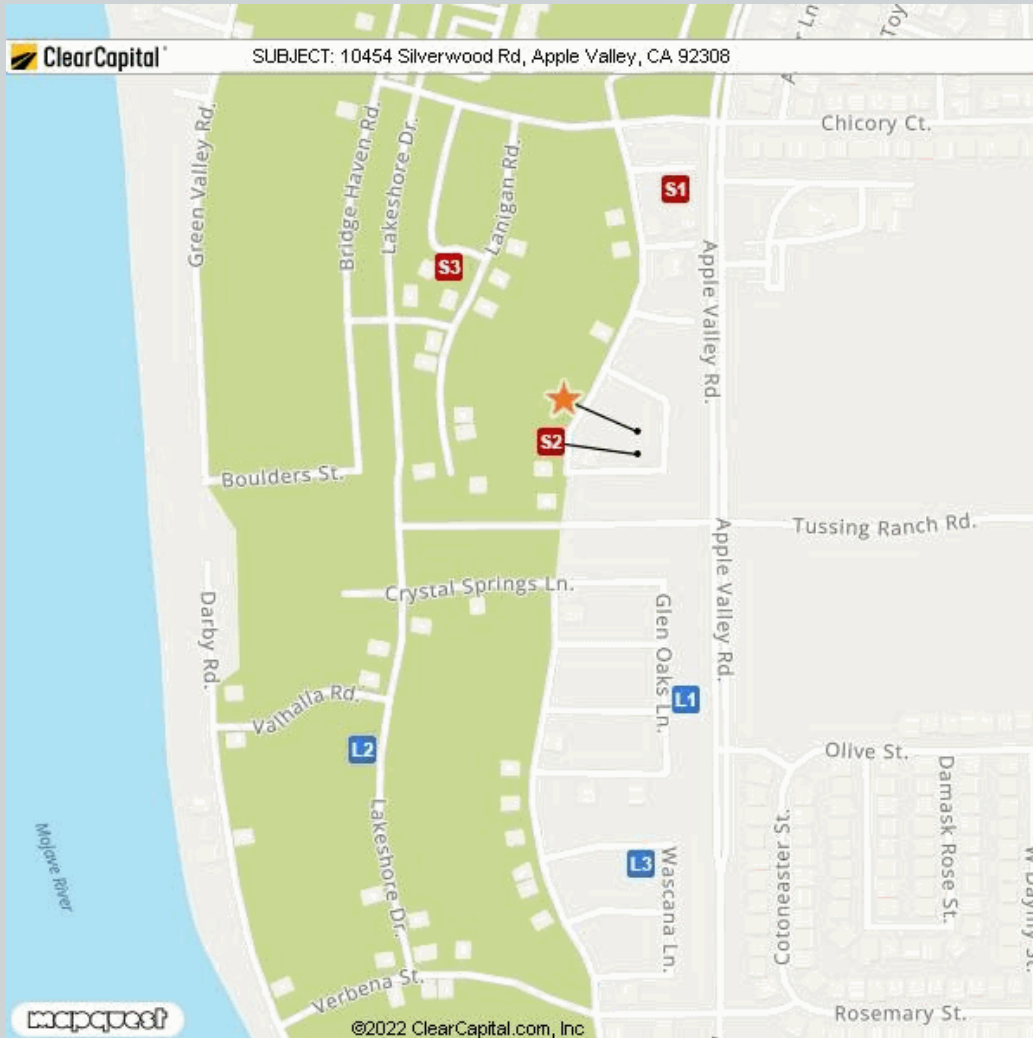 Ln
Toy
ClearCapital
SUBJECT: 10454 Silverwood Rd, Apple Valley, CA 92308
Green Valley Rd.
Bridge Haven Rd.
Lakeshore Dr.
Lanigan Rd.
Chicory Ct.
S1
S3
Apple Valley Rd.
S2
Boulders St.
Apple Valley Rd.
Tussing Ranch Rd.
Crystal Springs Ln.
Darby Rd.
Glen Oaks Ln.
L1
Valhalla Rd.
L2
Olive St.
Lakeshore Dr.
Cotoneaster St.
Damask Rose St.
Mojave River
L3
Wascana Ln.
Verbena St.
Rosemary St.
mapquest
©2022 ClearCapital.com, Inc